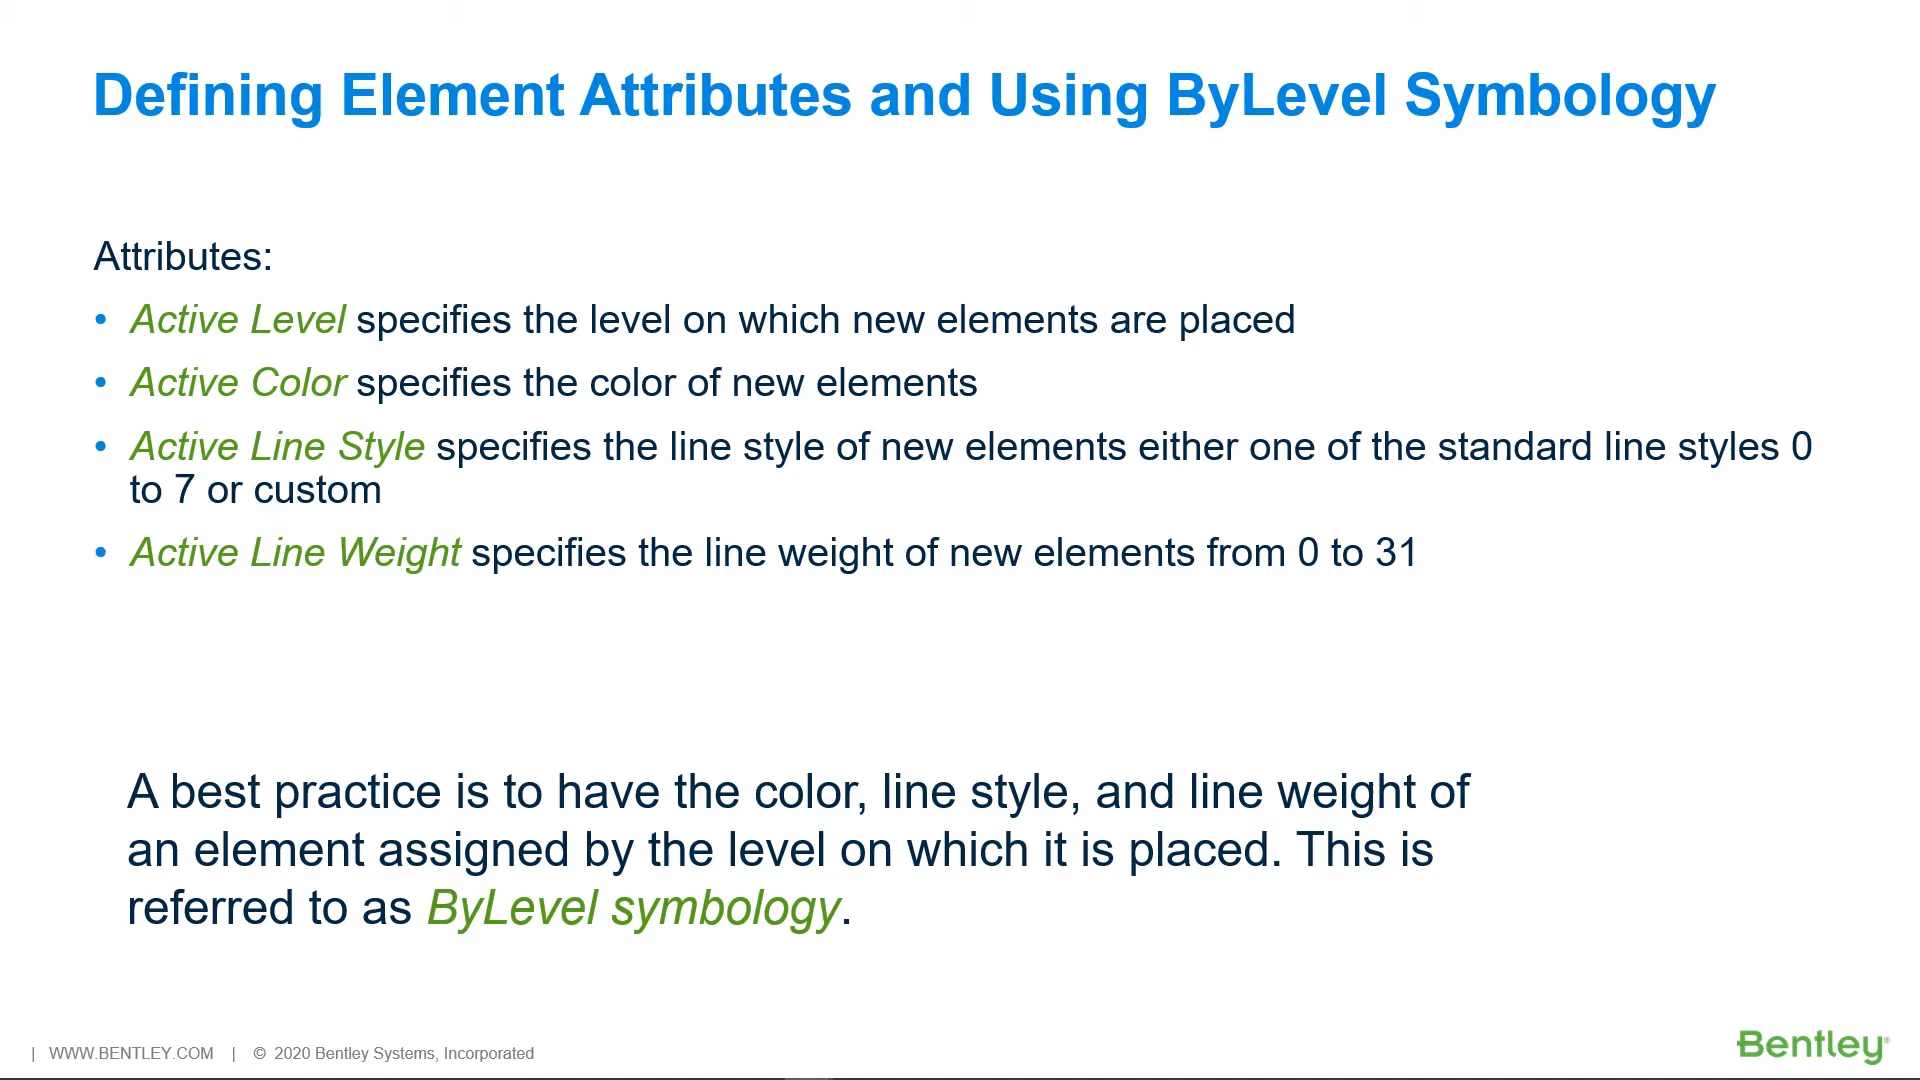 Defining Element Attributes and Using ByLevel Symbology
Attributes:
• Active Level specifies the level on which new elements are placed
• Active Color specifies the color of new elements
• Active Line Style specifies the line style of new elements either one of the standard line styles 0
to 7 or custom
• Active Line Weight specifies the line weight of new elements from 0 to 31
A best practice is to have the color, line style, and line weight of
an element assigned by the level on which it is placed. This is
referred to as ByLevel symbology.
| WWW.BENTLEY.COM | © 2020 Bentley Systems, Incorporated
Bentley®